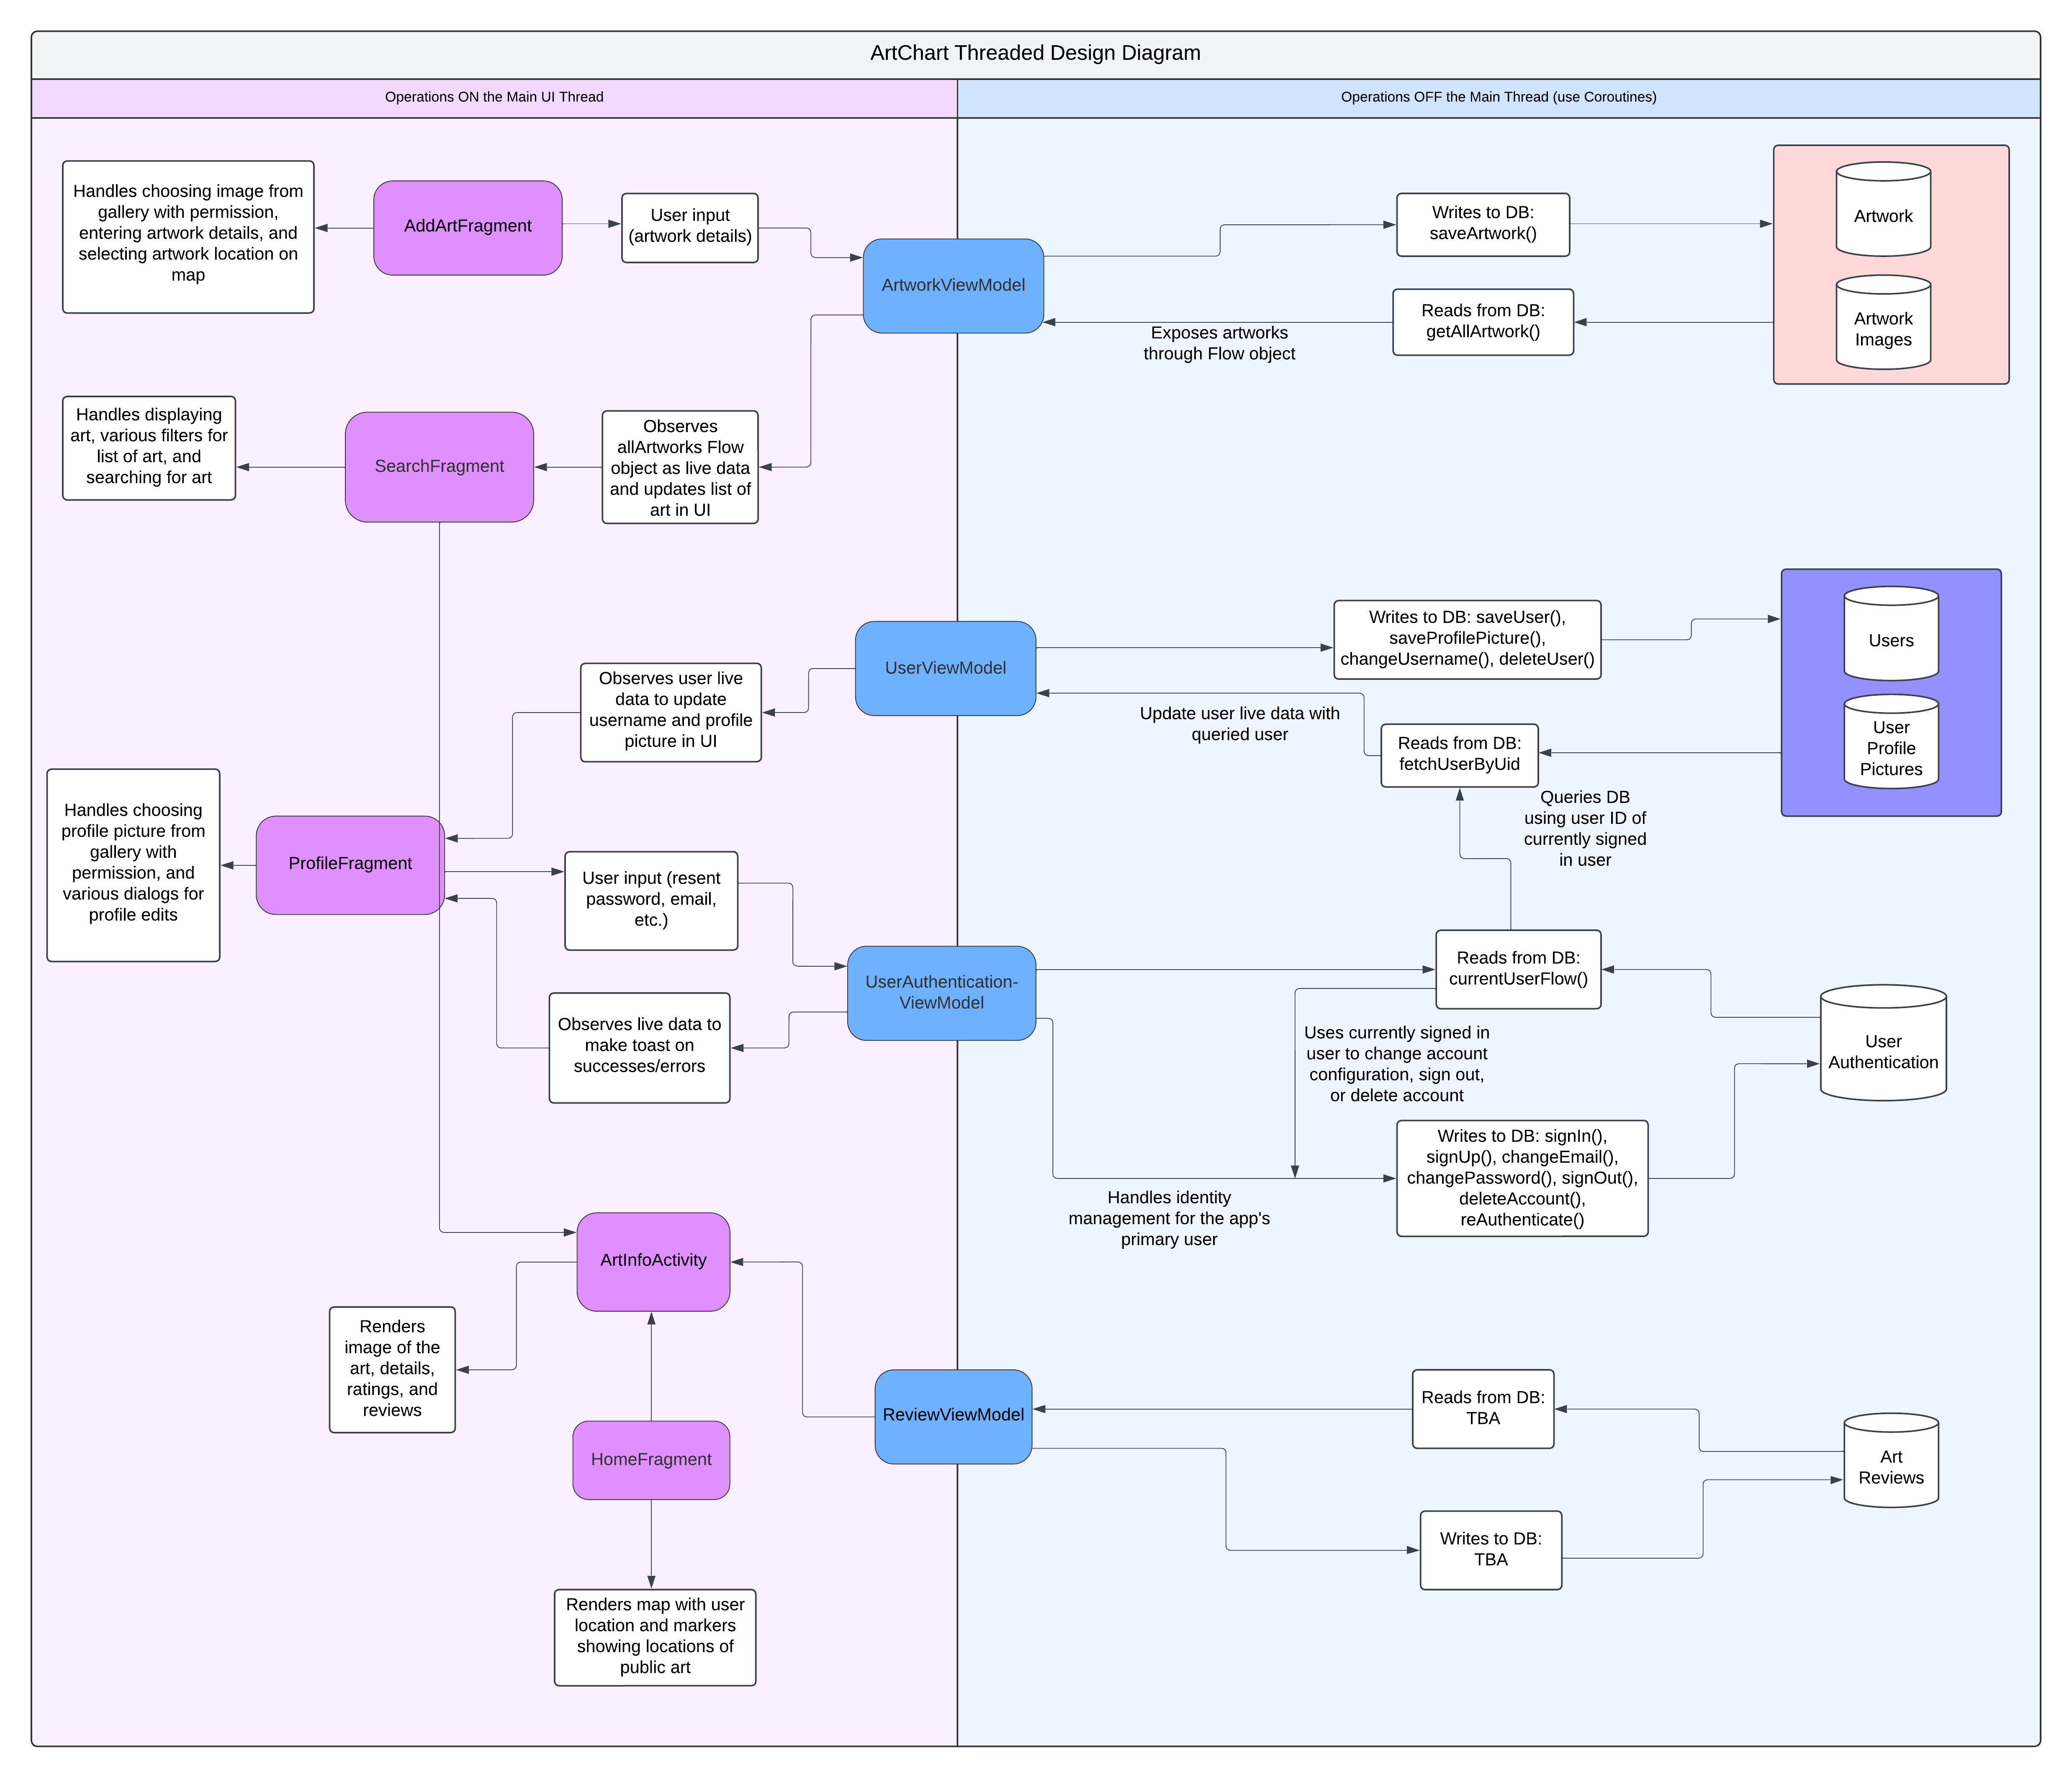 ArtChart Threaded Design Diagram
Operations ON the Main UI Thread
Operations OFF the Main Thread (use Coroutines)
Handles choosing image from
gallery with permission,
entering artwork details, and
selecting artwork location on
map
AddArtFragment
User input
(artwork details)
ArtworkViewModel
Writes to DB:
saveArtwork()
Artwork
Reads from DB:
getAllArtwork()
Exposes artworks
through Flow object
Artwork
Images
Handles displaying
art, various filters for
list of art, and
searching for art
SearchFragment
Observes
allArtworks Flow
object as live data
and updates list of
art in UI
UserViewModel
Writes to DB: saveUser(),
saveProfilePicture(),
changeUsername(), deleteUser()
Users
Observes user live
data to update
username and profile
picture in UI
Update user live data with
queried user
Reads from DB:
fetchUserByUid
User
Profile
Pictures
Queries DB
using user ID of
currently signed
in user
Handles choosing
profile picture from
gallery with
permission, and
various dialogs for
profile edits
ProfileFragment
User input (resent
password, email,
etc.)
UserAuthentication-
ViewModel
Reads from DB:
currentUserFlow()
Observes live data to
make toast on
successes/errors
Uses currently signed in
user to change account
configuration, sign out,
or delete account
User
Authentication
Writes to DB: signIn(),
signUp(), changeEmail(),
changePassword(), signOut(),
deleteAccount(),
reAuthenticate()
Handles identity
management for the app's
primary user
ArtInfoActivity
Renders
image of the
art, details,
ratings, and
reviews
HomeFragment
ReviewViewModel
Reads from DB:
TBA
Art
Reviews
Writes to DB:
TBA
Renders map with user
location and markers
showing locations of
public art